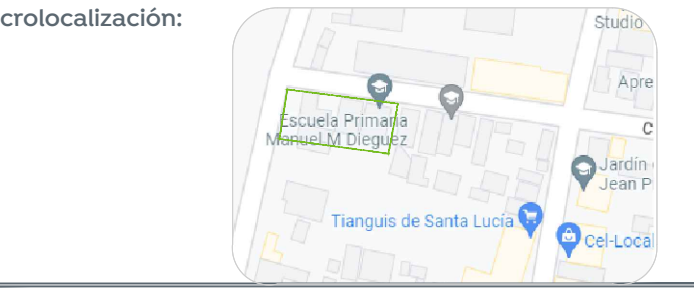 crolocalización:
Studio
Apre
Escuela Primaria
Manuel M Dieguez
C
Jardín
Jean P
Tianguis de Santa Lucía
Cel-Local